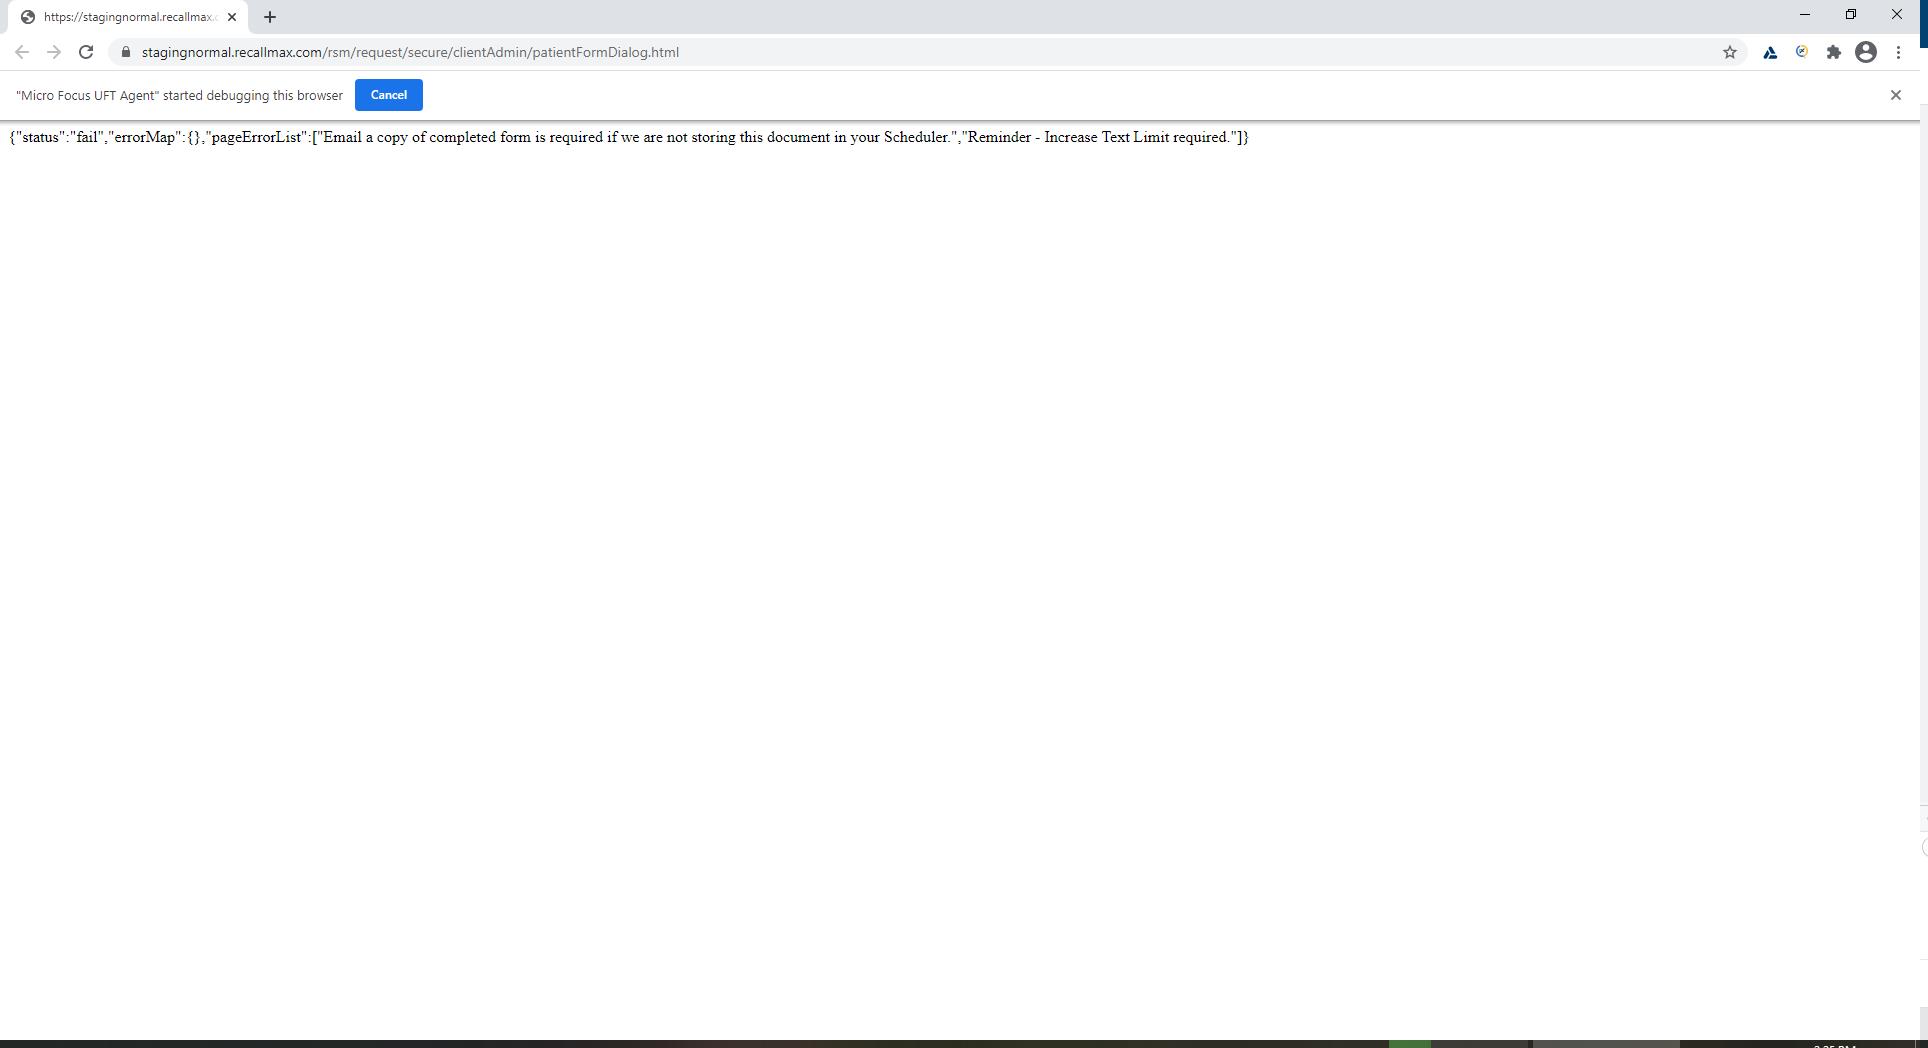 https://stagingnormal.recallmax.c
stagingnormal.recallmax.com/rsm/request/secure/clientAdmin/patientFormDialog.html
"Micro Focus UFT Agent" started debugging this browser Cancel
{"status":"fail","errorMap":{},"pageErrorList":["Email a copy of completed form is required if we are not storing this document in your Scheduler.","Reminder - Increase Text Limit required."]}